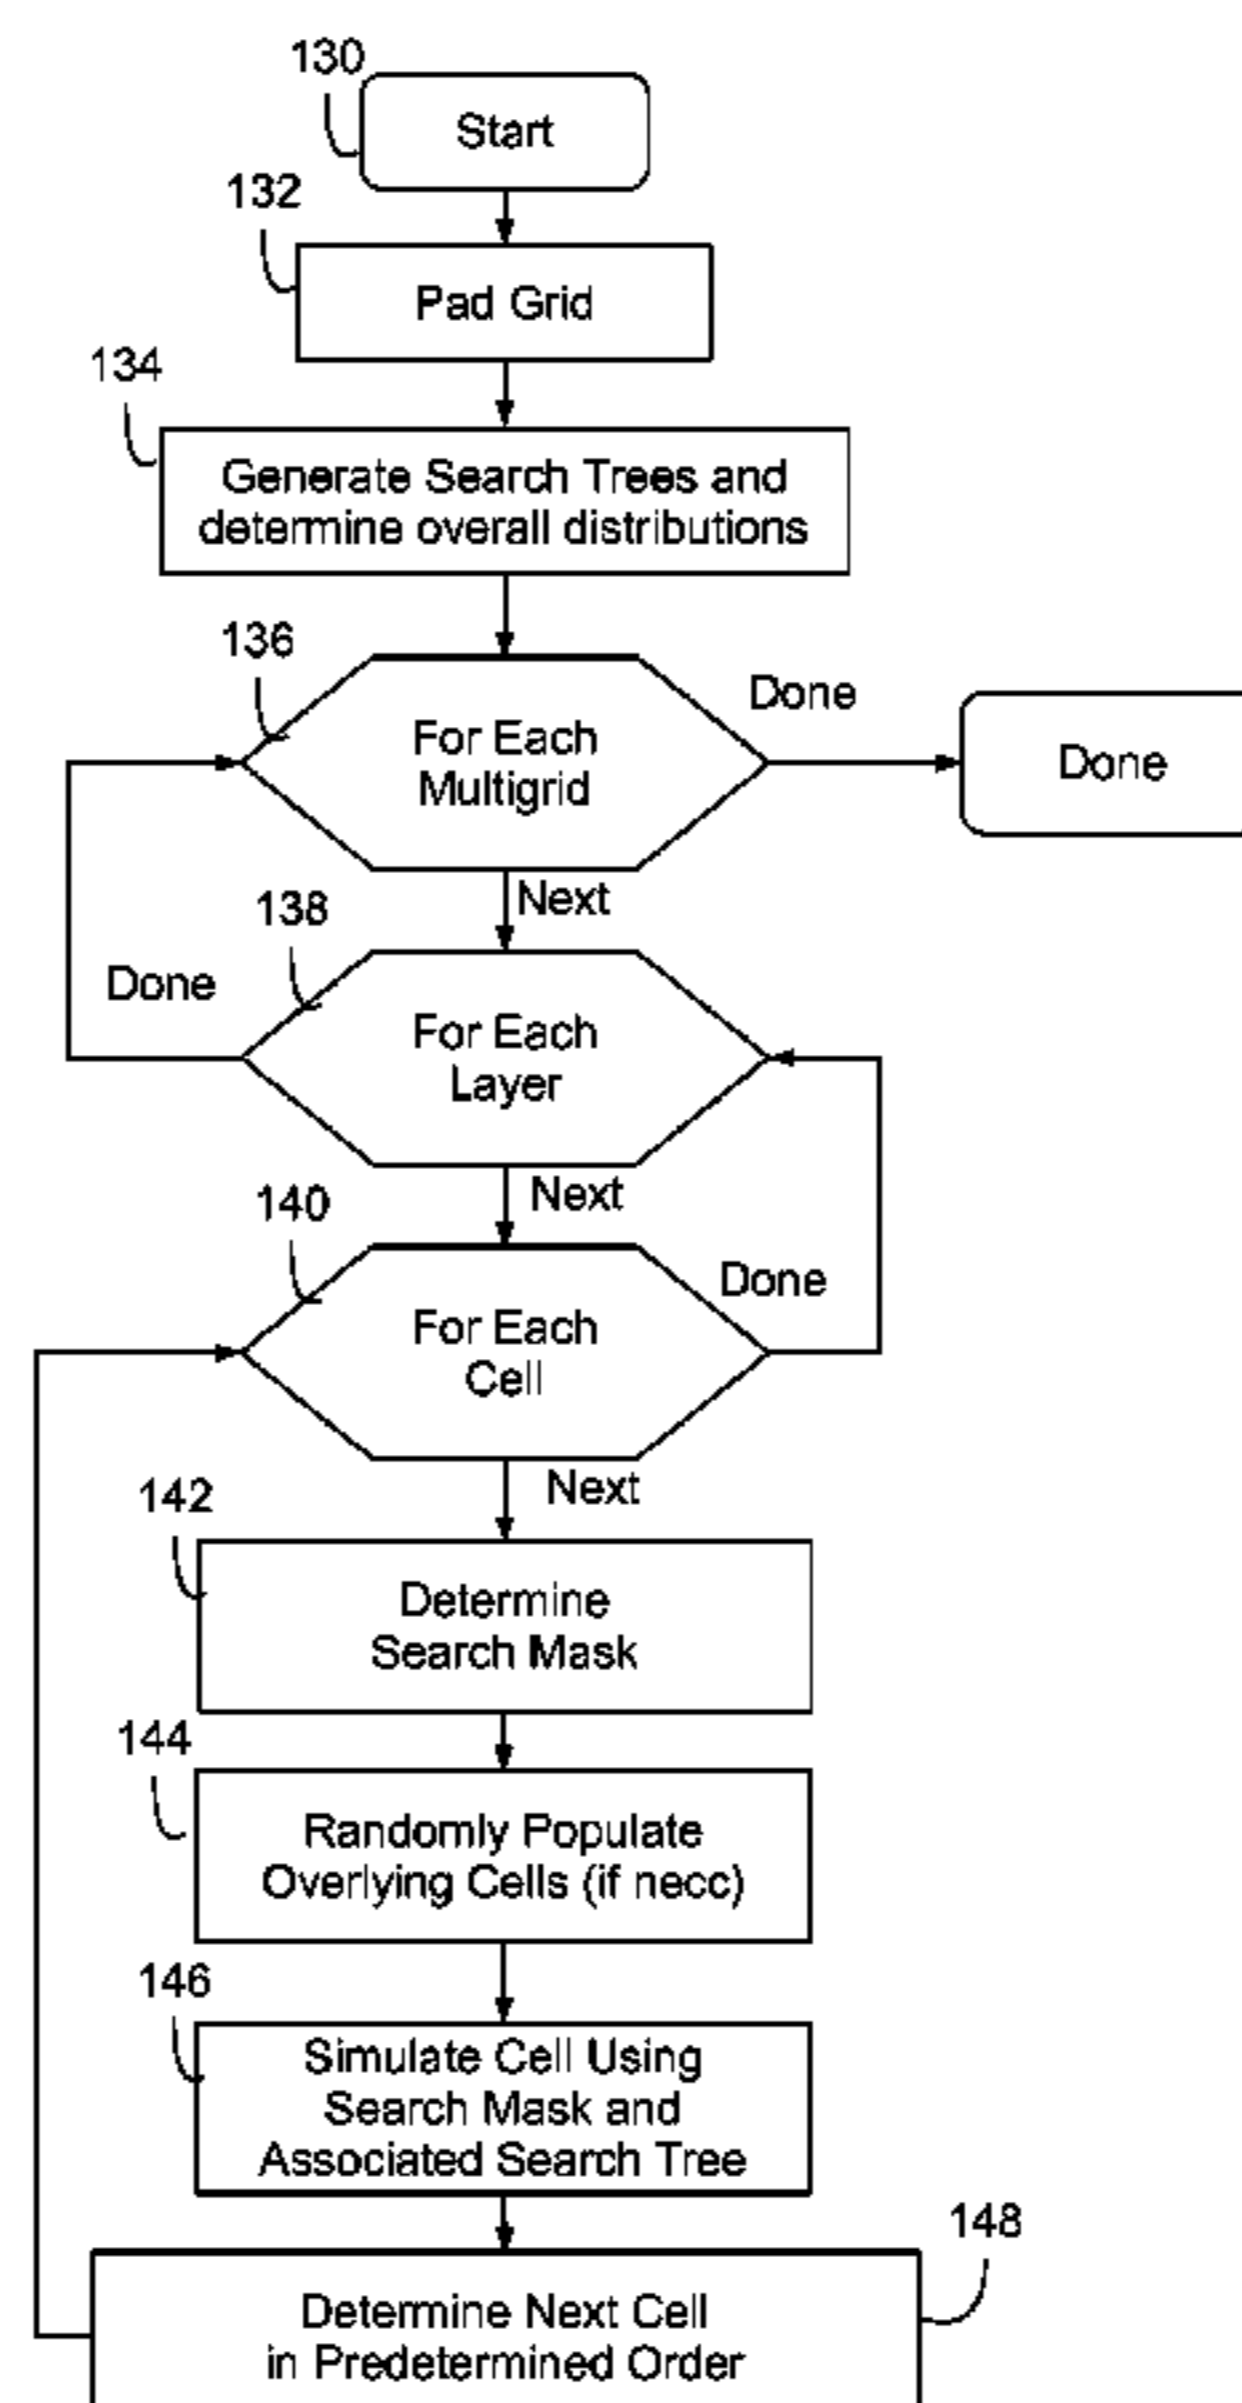 130
Start
132
Pad Grid
134
Generate Search Trees and
determine overall distributions
136
For Each
Multigrid
Done
Done
Next
138
Done
For Each
Layer
Next
140
Done
For Each
Cell
Next
142
Determine
Search Mask
144
Randomly Populate
Overlying Cells (if necc)
146
Simulate Cell Using
Search Mask and
Associated Search Tree
148
Determine Next Cell
in Predetermined Order